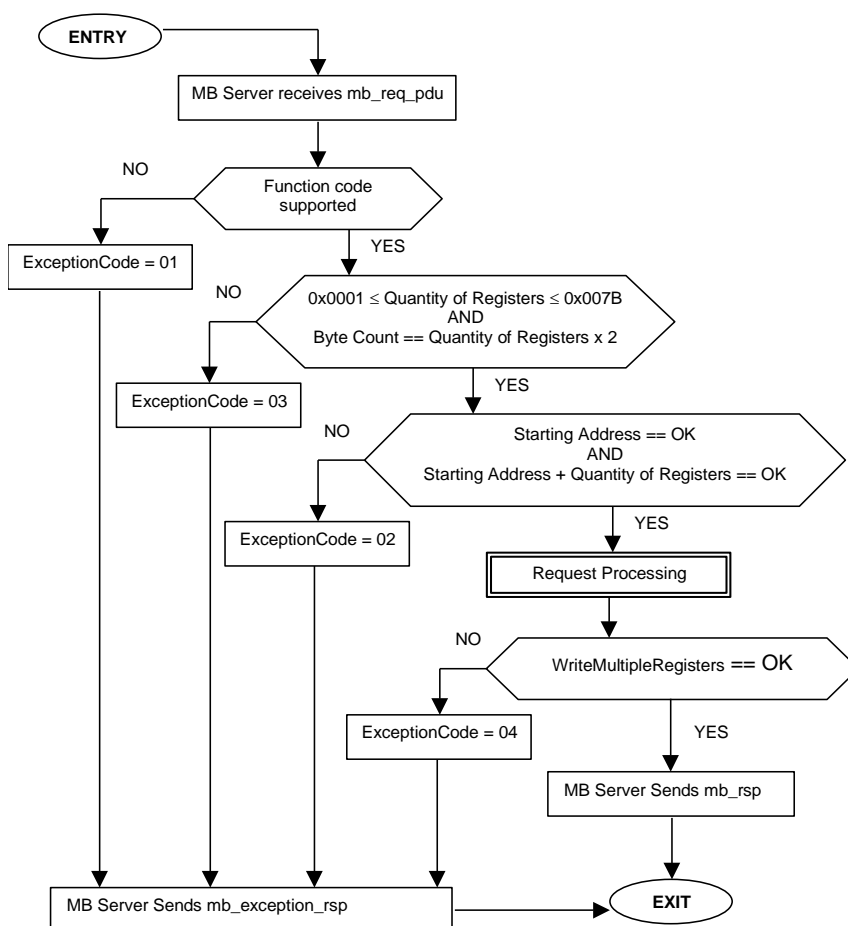 ENTRY
MB Server receives mb_req_pdu
NO
Function code
supported
YES
ExceptionCode = 01
NO
0x0001 ≤ Quantity of Registers ≤ 0x007B
AND
Byte Count == Quantity of Registers x 2
YES
ExceptionCode = 03
NO
Starting Address == OK
AND
Starting Address + Quantity of Registers == OK
YES
ExceptionCode = 02
Request Processing
NO
WriteMultipleRegisters == OK
YES
ExceptionCode = 04
MB Server Sends mb_rsp
MB Server Sends mb_exception_rsp
EXIT